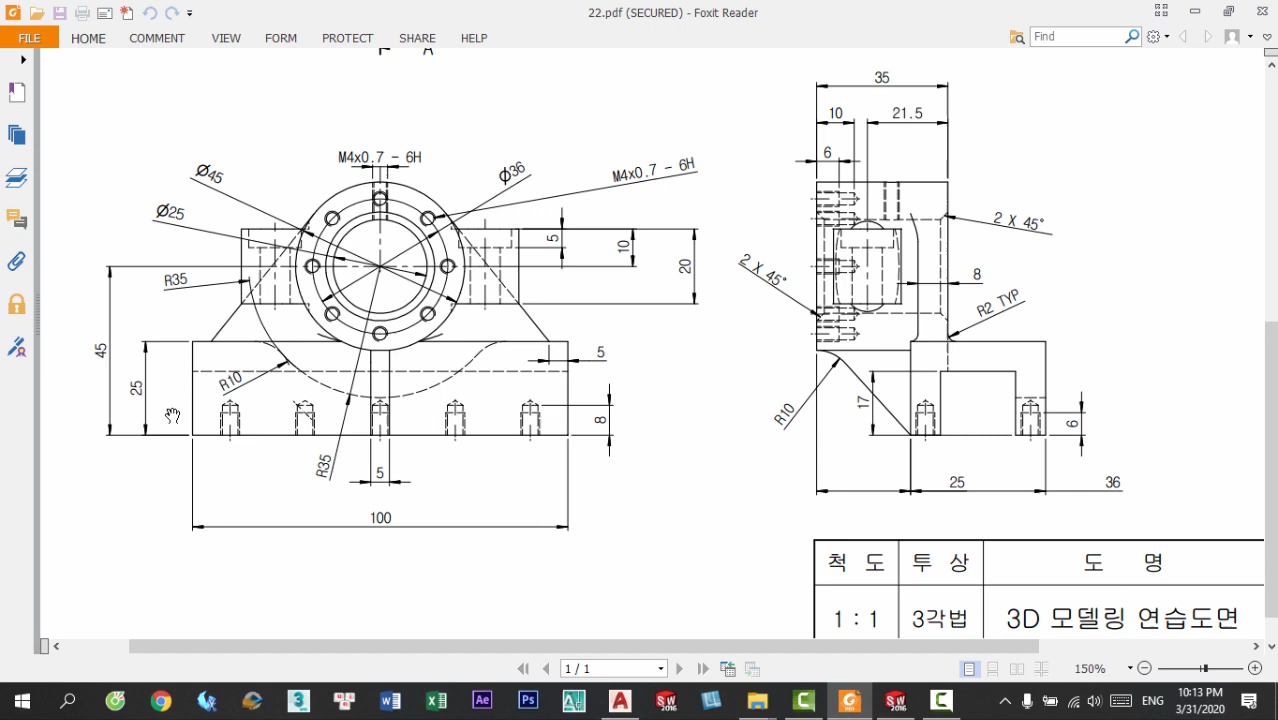 22.pdf (SECURED) - Foxit Reader
FILE HOME COMMENT VIEW FORM PROTECT SHARE HELP
Find
A
35
10 21.5
6
M4x0.7 - 6H
Ø45
Ø36
M4x0.7 - 6H
Ø25
5
10
20
2 X 45°
2 X 45°
8
R35
R2 TYP
45
25
R10
5
8
R10
17
6
R35
5
25 36
100
척 도 투 상 도 명
1 : 1 3각법 3D 모델링 연습도면
1 / 1
150%
ENG
10:13 PM
3/31/2020